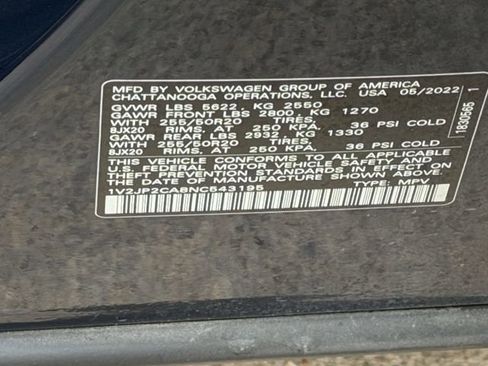 MFD BY VOLKSWAGEN GROUP OF AMERICA
CHATTANOOGA OPERATIONS, LLC. USA 05/2022
GVWR LBS 5622, KG 2550
GAWR FRONT LBS 2800, KG 1270
WITH 255/50R20 TIRES,
8JX20 RIMS, AT 250 KPA, 36 PSI COLD
GAWR REAR LBS 2932, KG 1330
WITH 255/50R20 TIRES,
8JX20 RIMS, AT 250 KPA, 36 PSI COLD
THIS VEHICLE CONFORMS TO ALL APPLICABLE
U.S. FEDERAL MOTOR VEHICLE SAFETY AND THEFT
PREVENTION STANDARDS IN EFFECT ON
THE DATE OF MANUFACTURE SHOWN ABOVE.
1V2JP2CA8NC543195 TYPE: MPV
1830565 1